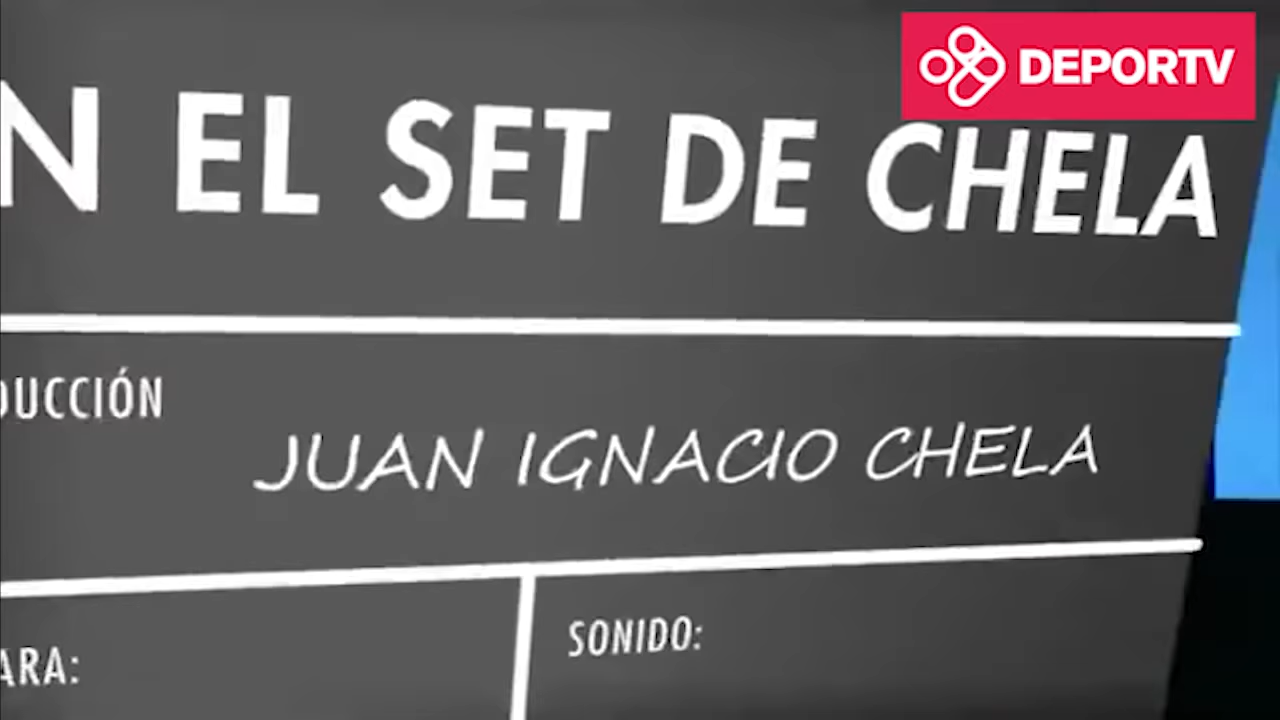 DEPORTV
N EL SET DE CHELA
DUCCIÓN
JUAN IGNACIO CHELA
ARA:
SONIDO: